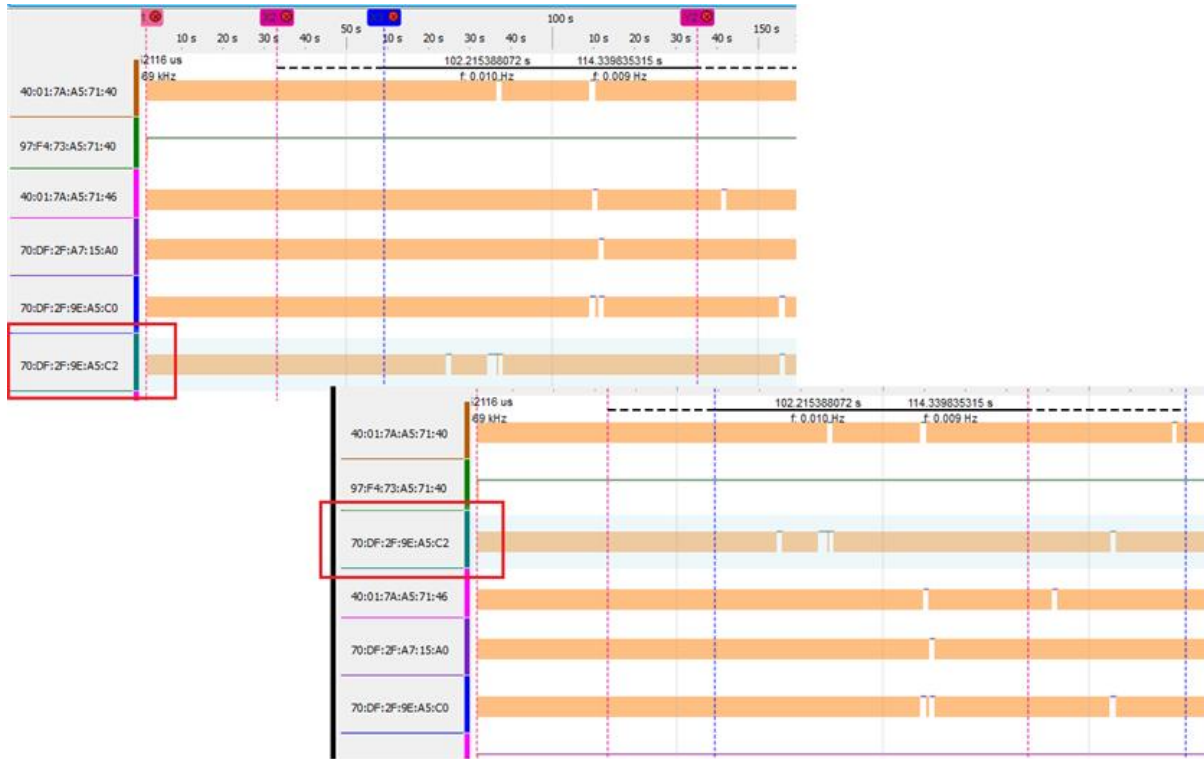 X2
50 s
100 s
150 s
10 s 20 s 30 s 40 s 10 s 20 s 30 s 40 s 10 s 20 s 30 s 40 s
2116 us 102.215388072 s 114.339835315 s
69 kHz f: 0.010 Hz f: 0.009 Hz
40:01:7A:A5:71:40
97:F4:73:A5:71:40
40:01:7A:A5:71:46
70:DF:2F:A7:15:A0
70:DF:2F:9E:A5:C0
70:DF:2F:9E:A5:C2
2116 us 102.215388072 s 114.339835315 s
69 kHz f: 0.010 Hz f: 0.009 Hz
40:01:7A:A5:71:40
97:F4:73:A5:71:40
70:DF:2F:9E:A5:C2
40:01:7A:A5:71:46
70:DF:2F:A7:15:A0
70:DF:2F:9E:A5:C0